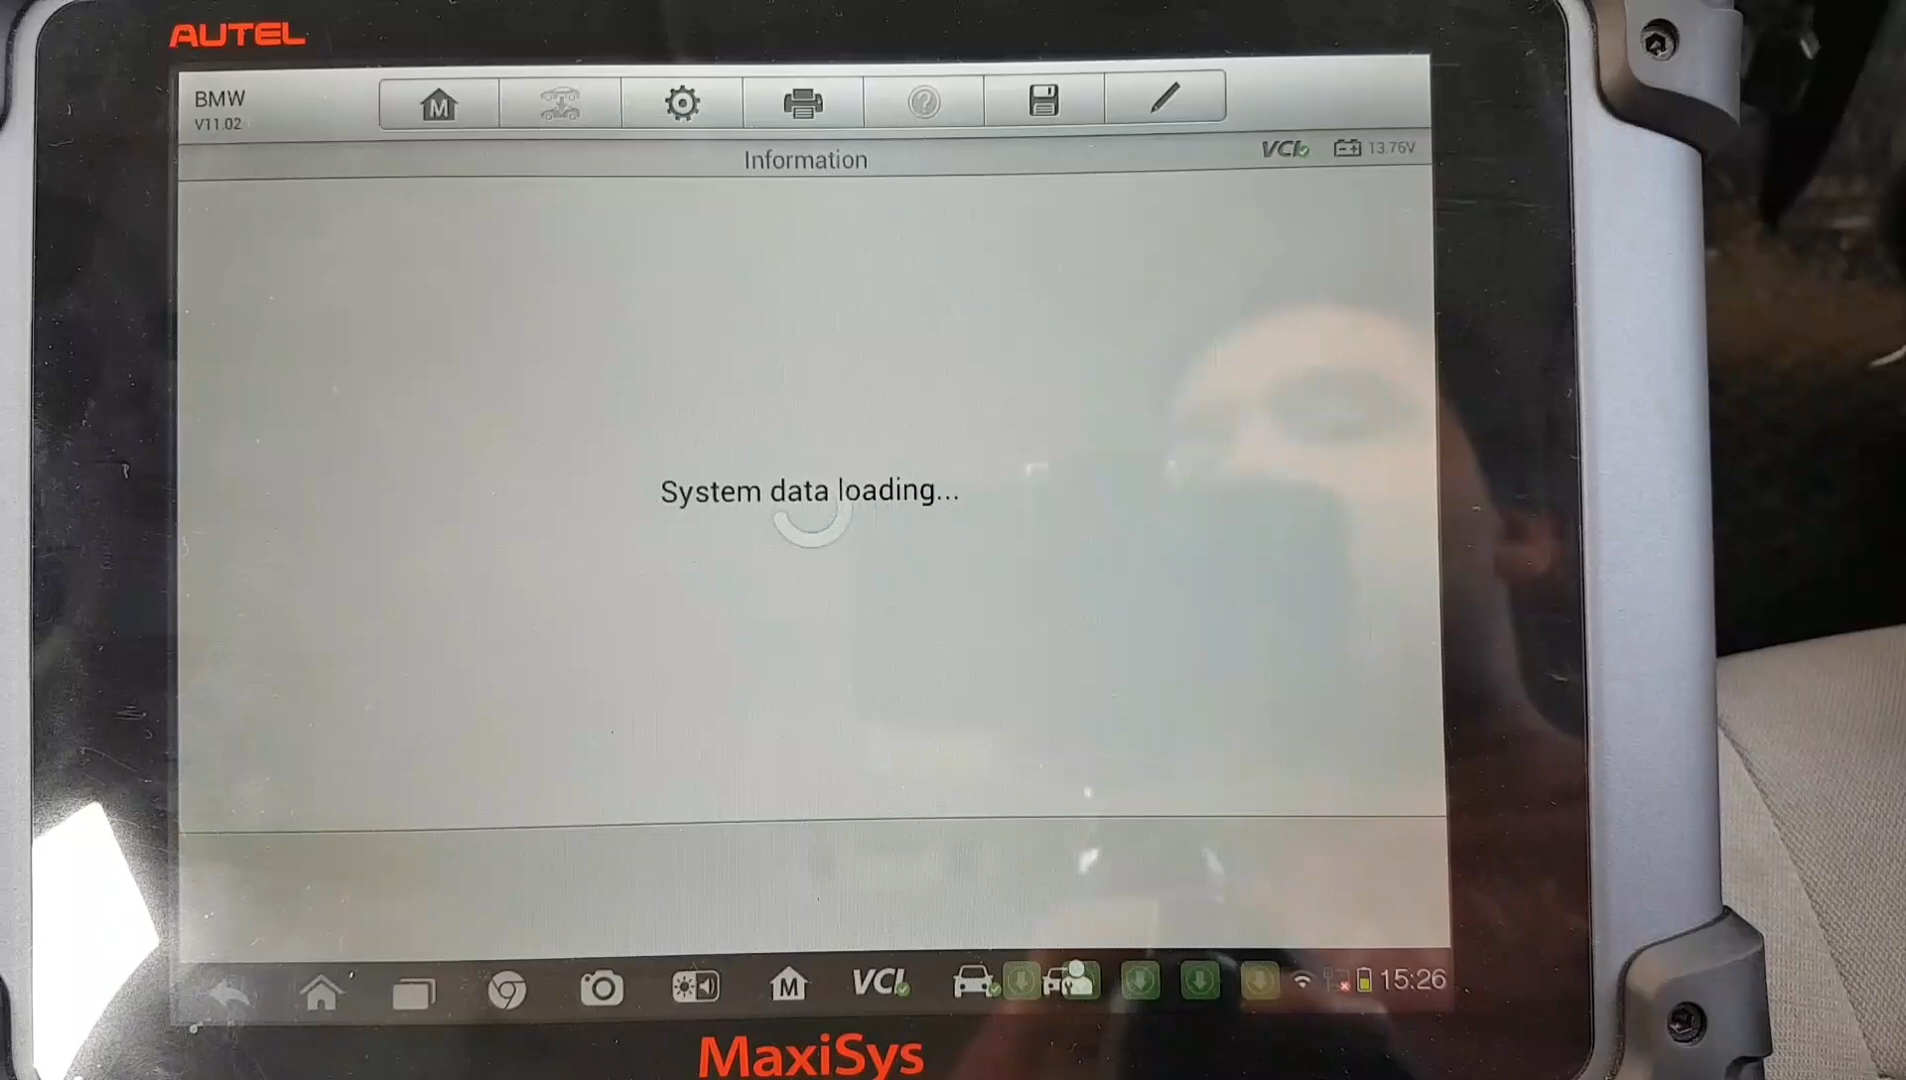 AUTEL
BMW
V11.02
M
Information
VCI
13.76V
System data loading...
M
VCI
15:26
MaxiSys